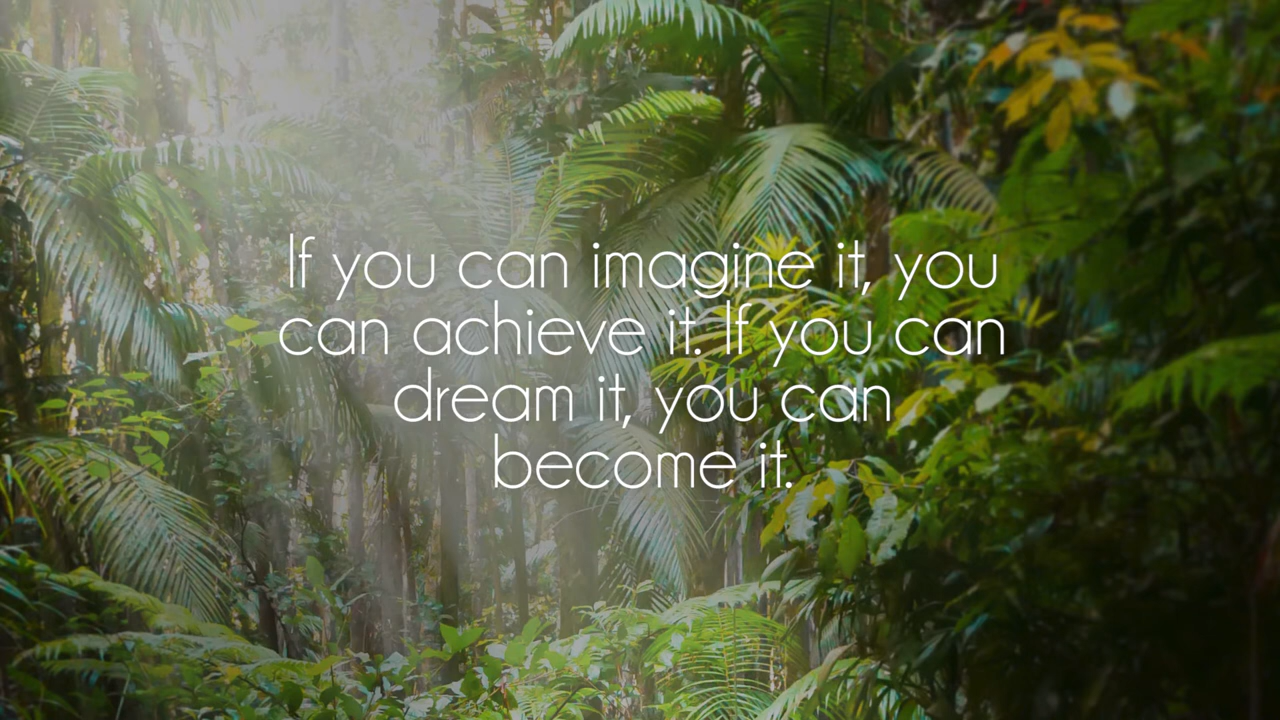 If you can imagine it, you
can achieve it. If you can
dream it, you can
become it.